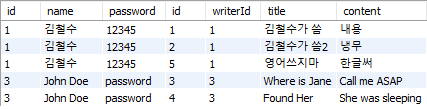 id name password id writerId title content
1 김철수 12345 1 1 김철수가 씀 내용
1 김철수 12345 2 1 김철수가 씀2 냉무
1 김철수 12345 5 1 영어쓰지마 한글써
3 John Doe password 3 3 Where is Jane Call me ASAP
3 John Doe password 4 3 Found Her She was sleeping